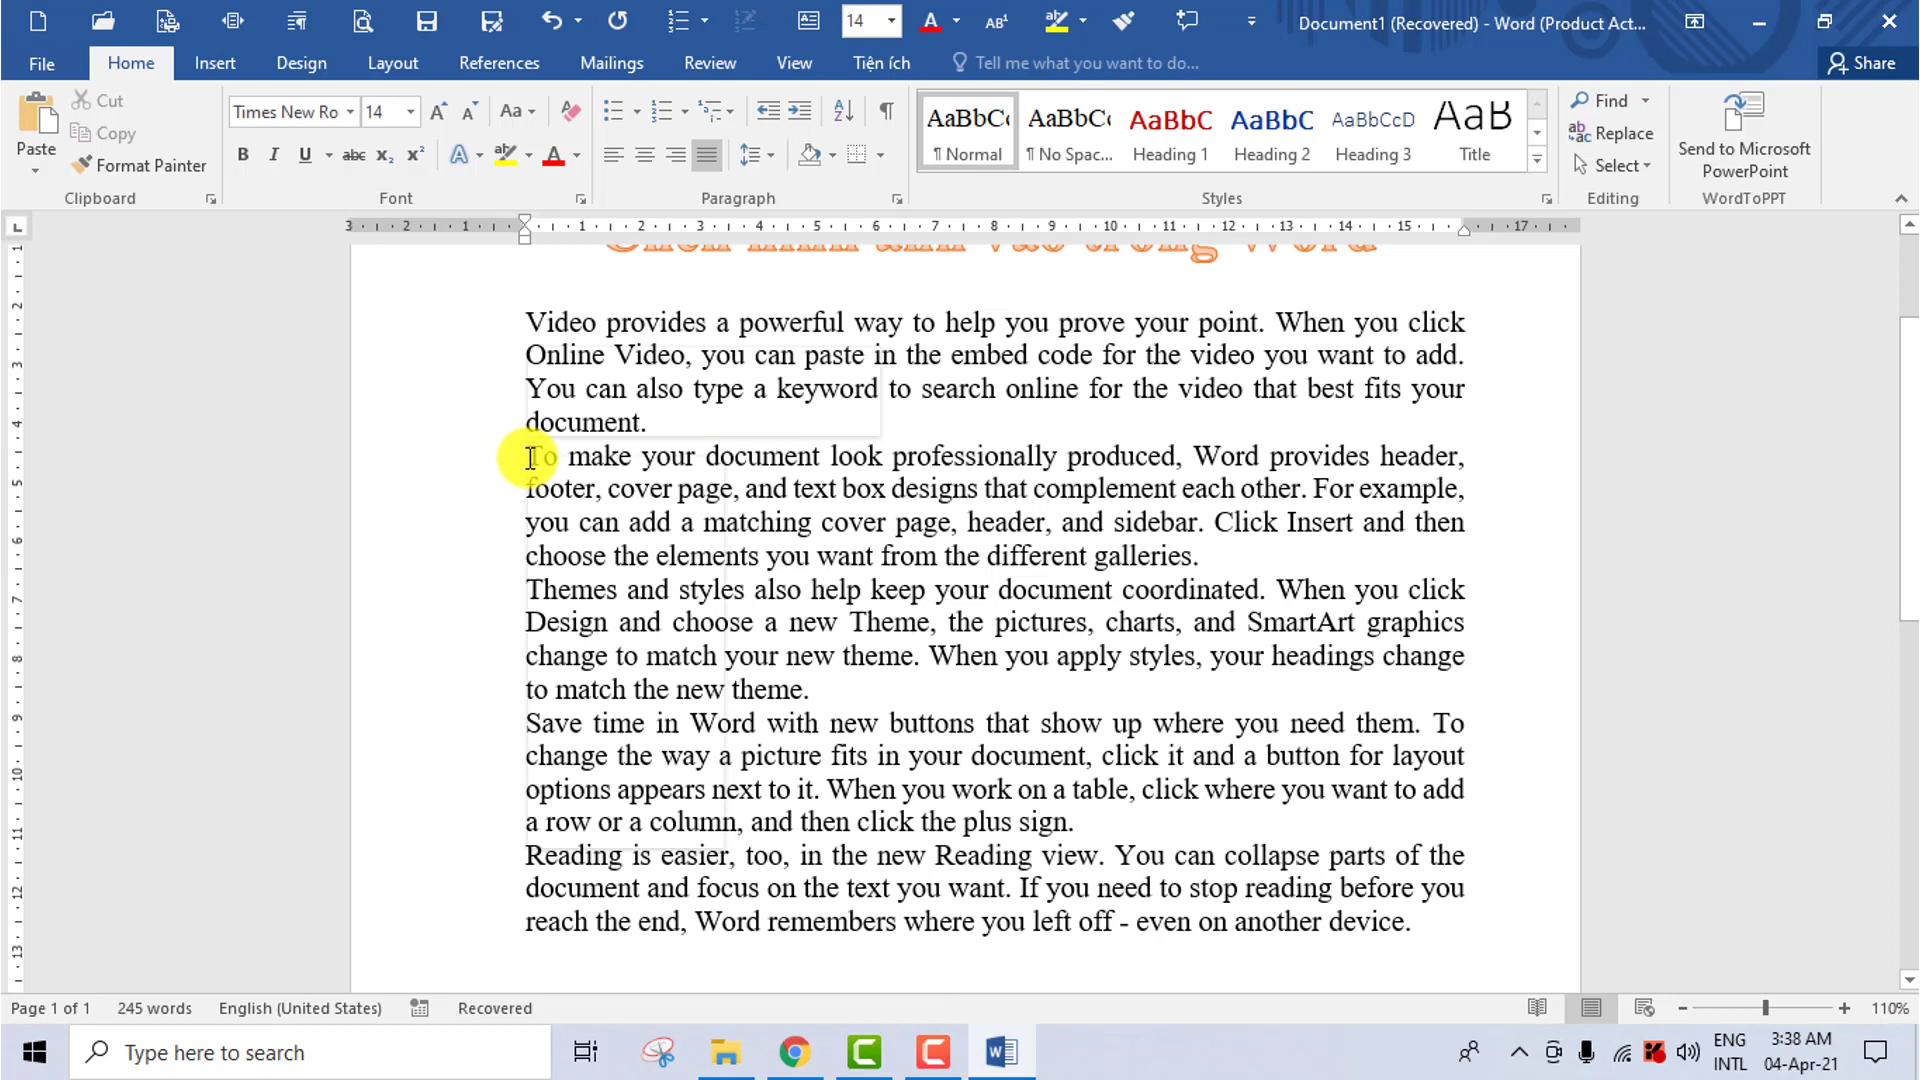 14
Document1 (Recovered) - Word (Product Act...
File
Home
Insert
Design
Layout
References
Mailings
Review
View
Tiện ích
Tell me what you want to do...
Share
Paste
Cut
Copy
Format Painter
Clipboard
Times New Ro
14
Font
Paragraph
¶ Normal
¶ No Spac...
Heading 1
Heading 2
Heading 3
Title
Styles
Find
Replace
Select
Editing
Send to Microsoft
PowerPoint
WordToPPT
Video provides a powerful way to help you prove your point. When you click
Online Video, you can paste in the embed code for the video you want to add.
You can also type a keyword to search online for the video that best fits your
document.
To make your document look professionally produced, Word provides header,
footer, cover page, and text box designs that complement each other. For example,
you can add a matching cover page, header, and sidebar. Click Insert and then
choose the elements you want from the different galleries.
Themes and styles also help keep your document coordinated. When you click
Design and choose a new Theme, the pictures, charts, and SmartArt graphics
change to match your new theme. When you apply styles, your headings change
to match the new theme.
Save time in Word with new buttons that show up where you need them. To
change the way a picture fits in your document, click it and a button for layout
options appears next to it. When you work on a table, click where you want to add
a row or a column, and then click the plus sign.
Reading is easier, too, in the new Reading view. You can collapse parts of the
document and focus on the text you want. If you need to stop reading before you
reach the end, Word remembers where you left off - even on another device.
Page 1 of 1
245 words
English (United States)
Recovered
110%
Type here to search
ENG
INTL
3:38 AM
04-Apr-21